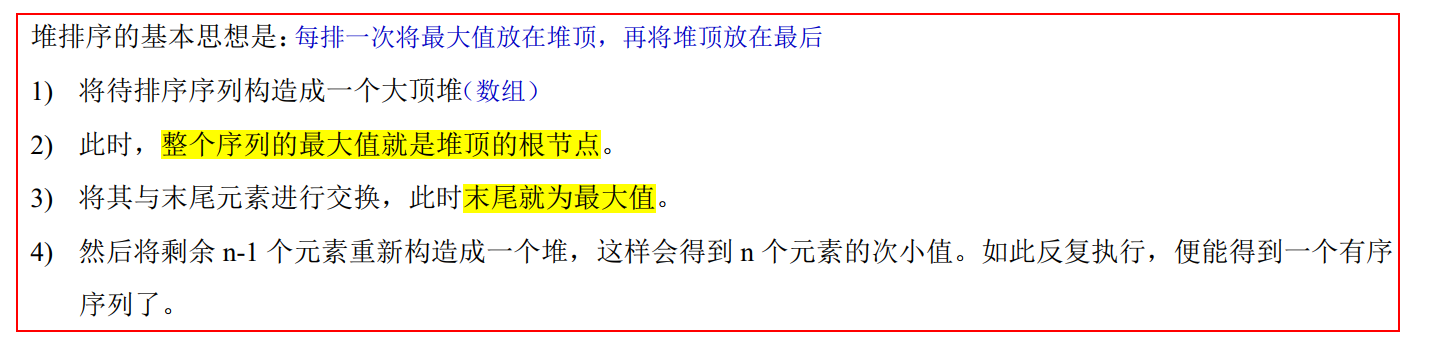 堆排序的基本思想是：每排一次将最大值放在堆顶，再将堆顶放在最后
1) 将待排序序列构造成一个大顶堆（数组）
2) 此时，整个序列的最大值就是堆顶的根节点。
3) 将其与末尾元素进行交换，此时末尾就为最大值。
4) 然后将剩余 n-1 个元素重新构造成一个堆，这样会得到 n 个元素的次小值。如此反复执行，便能得到一个有序
序列了。